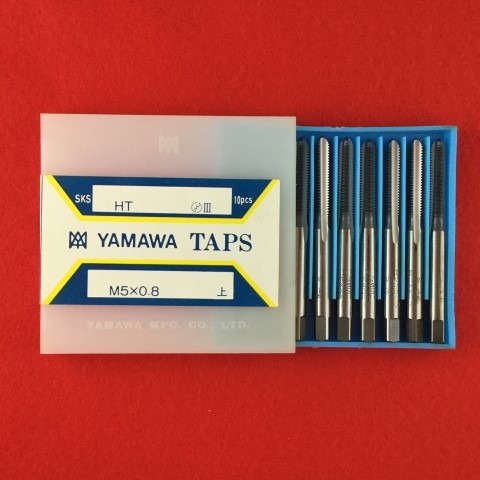 SKS HT Ⅲ 10pcs
YAMAWA TAPS
M5×0.8 上
YAMAWA MFG. CO., LTD.